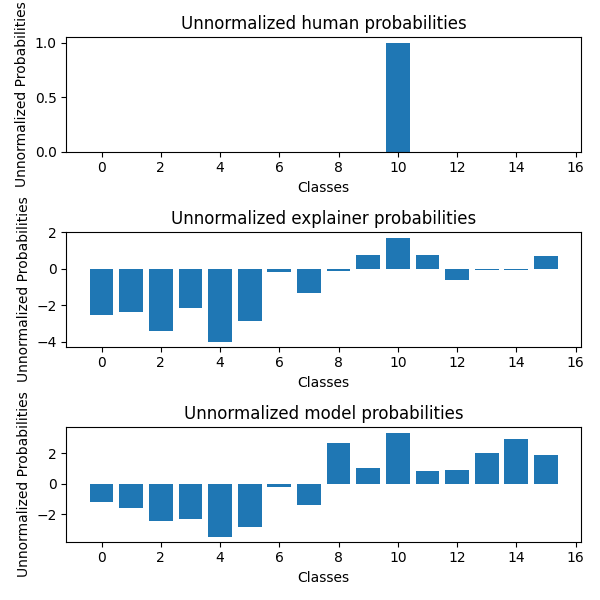 Unnormalized human probabilities
Unnormalized Probabilities
1.0
0.5
0.0
0 2 4 6 8 10 12 14 16
Classes
Unnormalized explainer probabilities
Unnormalized Probabilities
2
0
−2
−4
0 2 4 6 8 10 12 14 16
Classes
Unnormalized model probabilities
Unnormalized Probabilities
2
0
−2
0 2 4 6 8 10 12 14 16
Classes